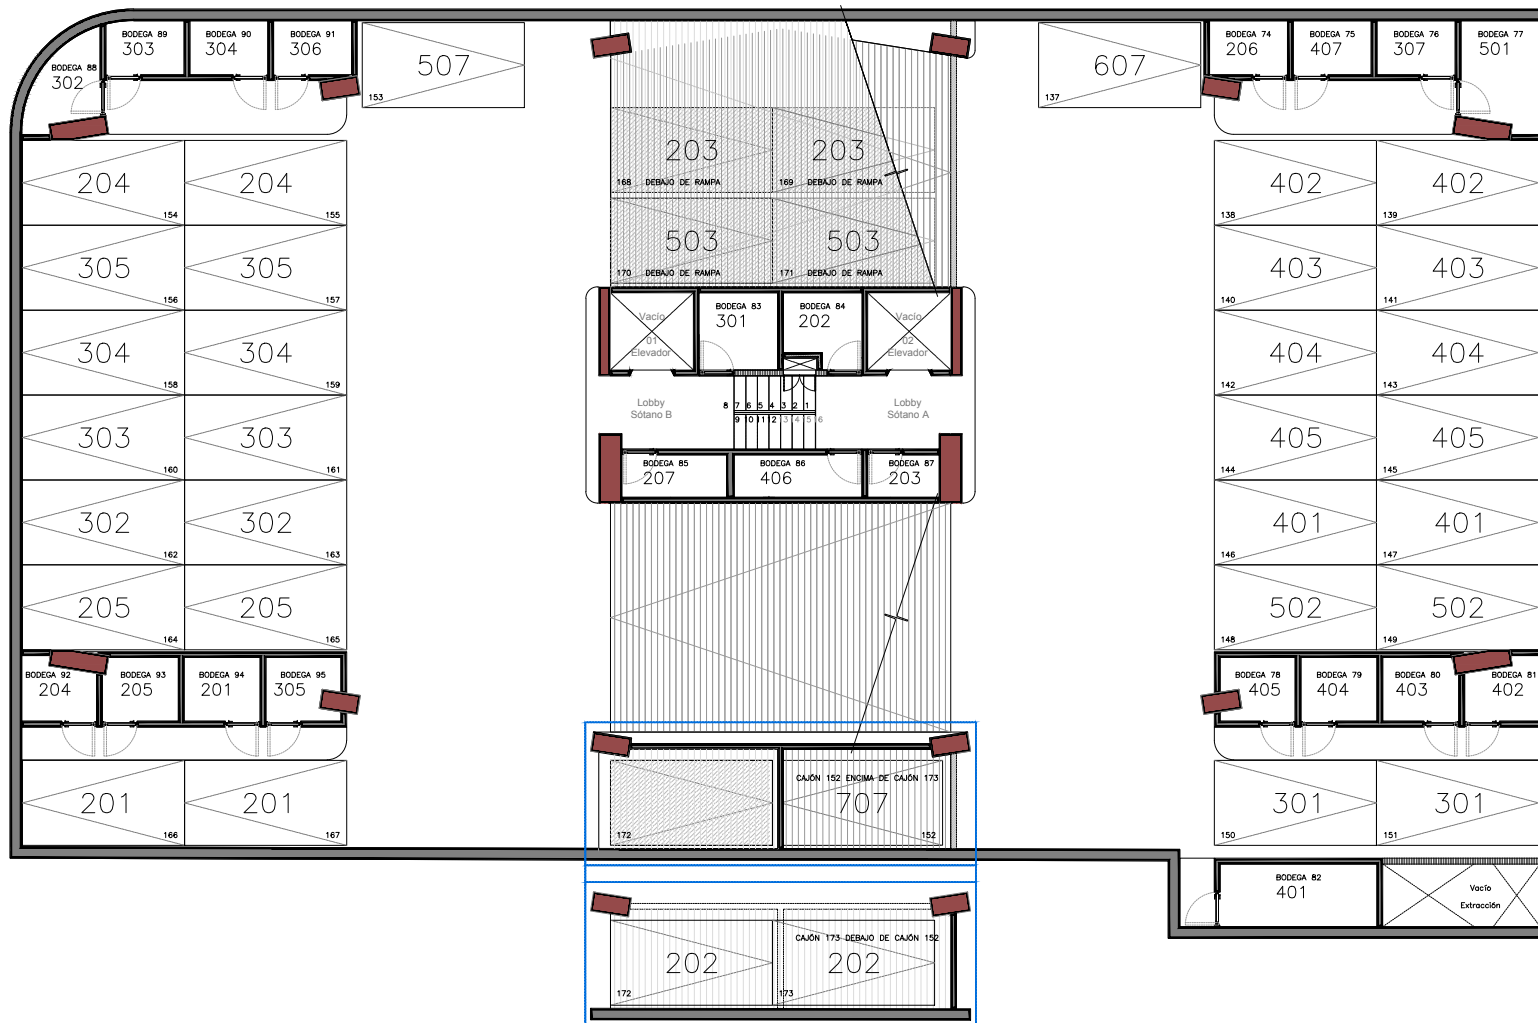 BODEGA 89
303
BODEGA 90
304
BODEGA 91
306
BODEGA 88
302
507
153
607
137
BODEGA 74
206
BODEGA 75
407
BODEGA 76
307
BODEGA 77
501
204
154
204
155
203
168 DEBAJO DE RAMPA
203
169 DEBAJO DE RAMPA
402
138
402
139
305
156
305
157
503
170 DEBAJO DE RAMPA
503
171 DEBAJO DE RAMPA
403
140
403
141
304
158
304
159
Vacío
01
Elevador
BODEGA 83
301
BODEGA 84
202
Vacío
02
Elevador
404
142
404
143
Lobby
Sótano B
8 7 6 5 4 3 2 1
9 10 11 12 13 14 15 16
Lobby
Sótano A
303
160
303
161
405
144
405
145
BODEGA 85
207
BODEGA 86
406
BODEGA 87
203
302
162
302
163
401
146
401
147
205
164
205
165
502
148
502
149
BODEGA 92
204
BODEGA 93
205
BODEGA 94
201
BODEGA 95
305
BODEGA 78
405
BODEGA 79
404
BODEGA 80
403
BODEGA 81
402
201
166
201
167
172
CAJÓN 152 ENCIMA DE CAJÓN 173
707
152
301
150
301
151
BODEGA 82
401
Vacío
Extracción
202
172
CAJÓN 173 DEBAJO DE CAJÓN 152
202
173